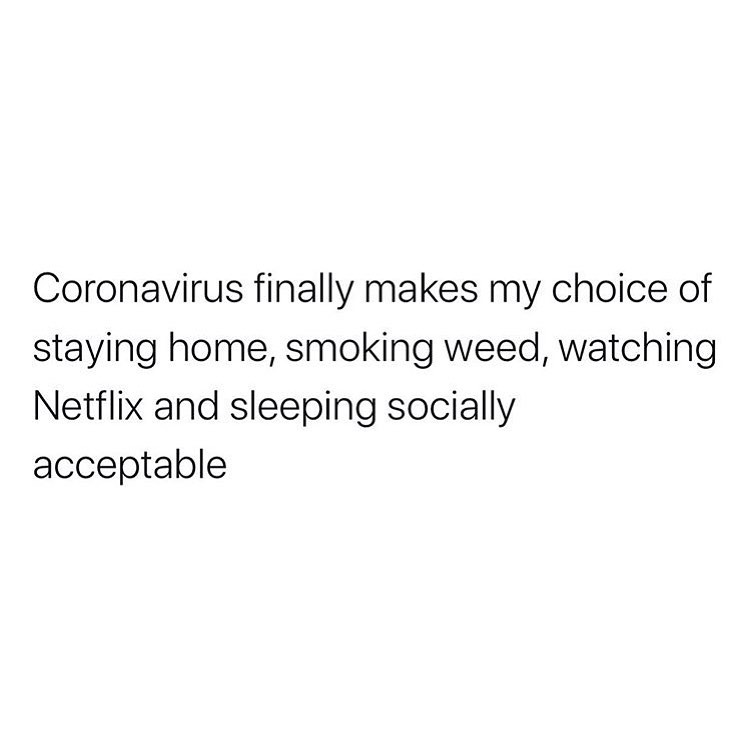 Coronavirus finally makes my choice of
staying home, smoking weed, watching
Netflix and sleeping socially
acceptable